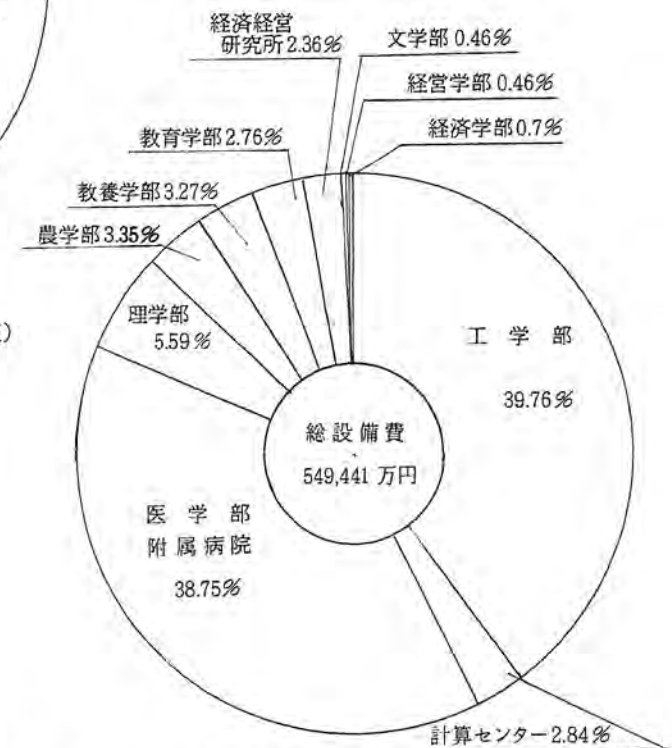 経済経営
研究所 2.36%
文学部 0.46%
経営学部 0.46%
経済学部 0.7%
教育学部 2.76%
教養学部 3.27%
農学部 3.35%
理学部
5.59%
工学部
39.76%
総設備費
549,441 万円
医学部
附属病院
38.75%
計算センター 2.84%
)